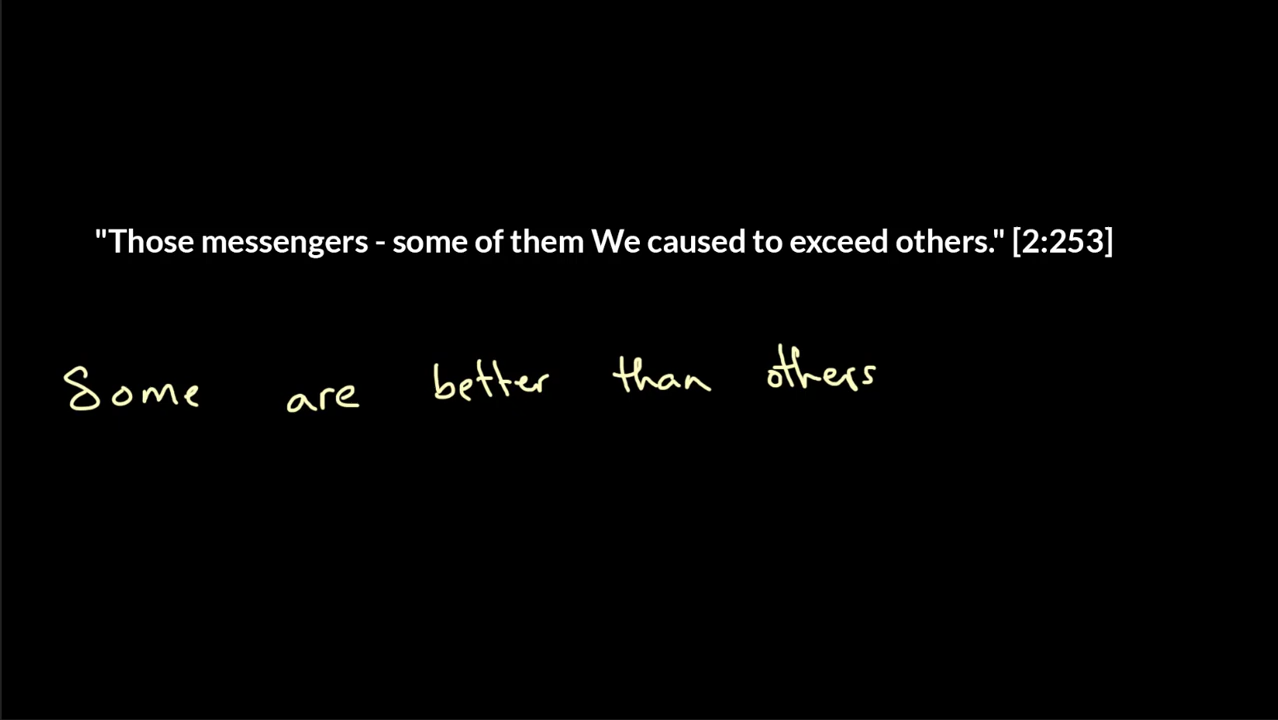 "Those messengers - some of them We caused to exceed others." [2:253]
Some are better than others